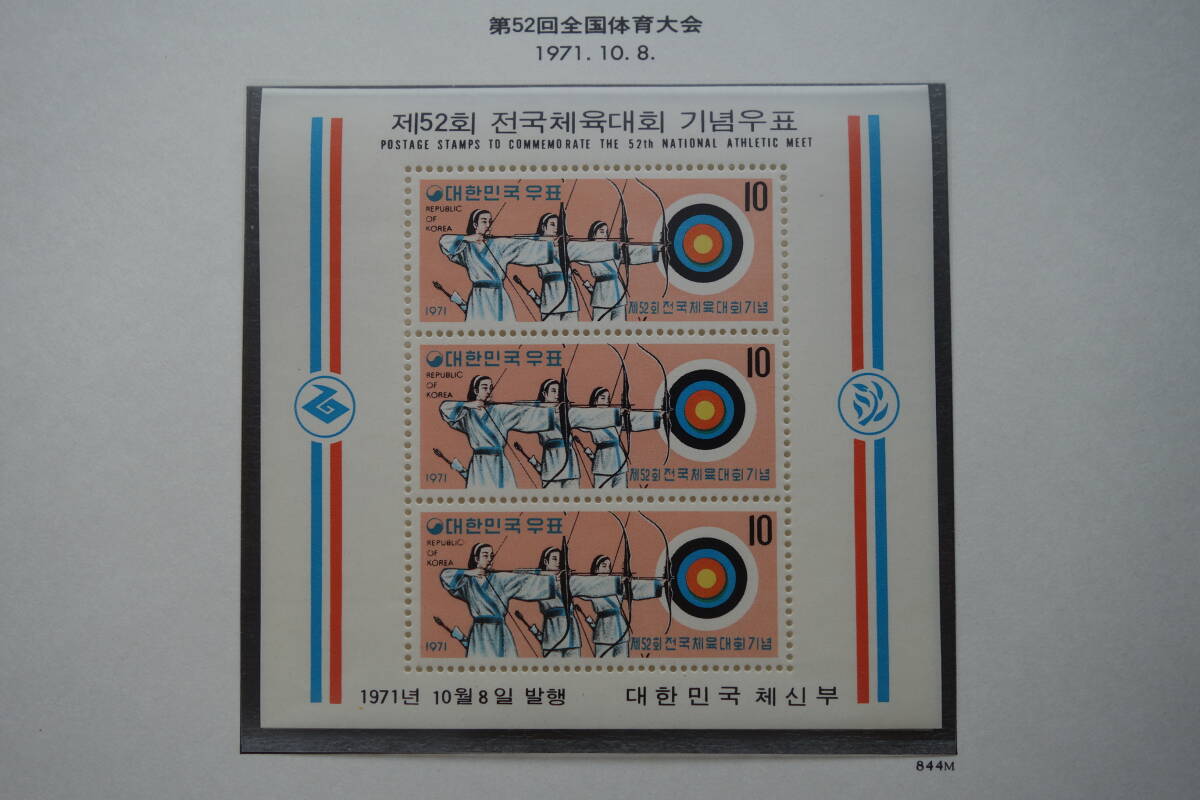 第52回全国体育大会
1971. 10. 8.
제52회 전국체육대회 기념우표
POSTAGE STAMPS TO COMMEMORATE THE 52th NATIONAL ATHLETIC MEET
대한민국우표 10
REPUBLIC
OF
KOREA
1971 제52회전국체육대회기념
대한민국우표 10
REPUBLIC
OF
KOREA
1971 제52회전국체육대회기념
대한민국우표 10
REPUBLIC
OF
KOREA
1971 제52회전국체육대회기념
1971년 10월 8일 발행 대한민국 체신부
844M